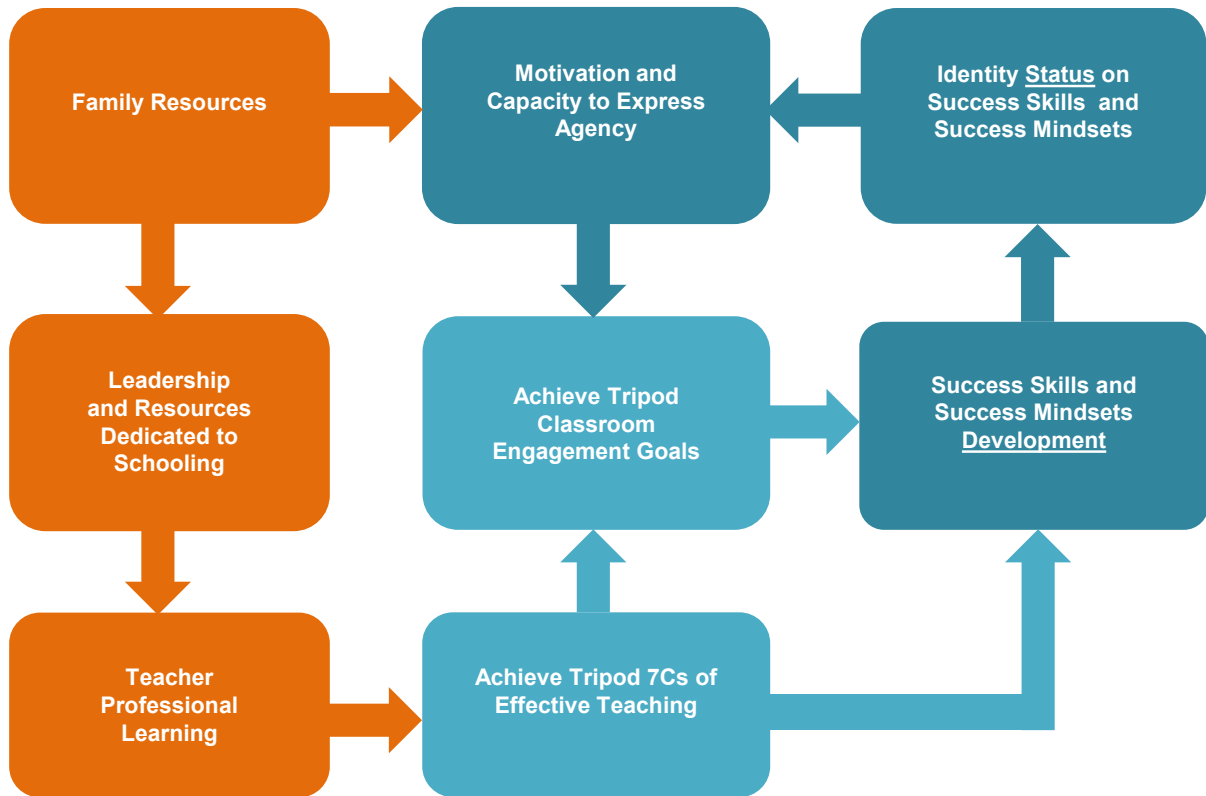 Family Resources
Motivation and
Capacity to Express
Agency
Identity Status on
Success Skills and
Success Mindsets
Leadership
and Resources
Dedicated to
Schooling
Achieve Tripod
Classroom
Engagement Goals
Success Skills and
Success Mindsets
Development
Teacher
Professional
Learning
Achieve Tripod 7Cs of
Effective Teaching